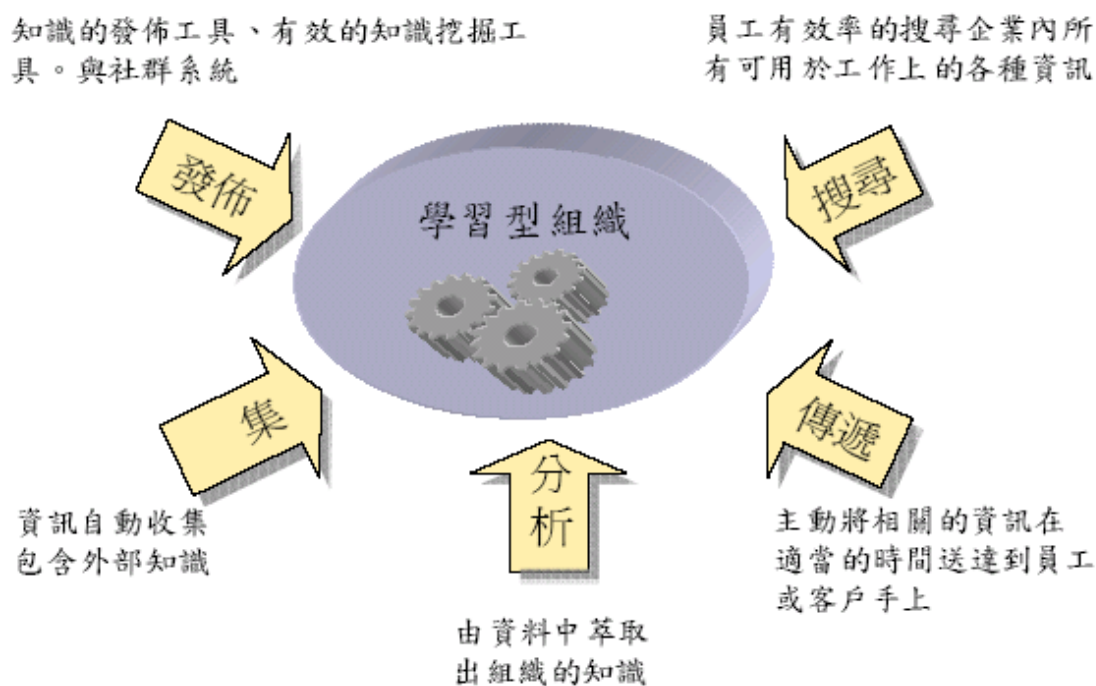 知識的發佈工具、有效的知識挖掘工
具。與社群系統
員工有效率的搜尋企業內所
有可用於工作上的各種資訊
發佈
搜尋
學習型組織
集
傳遞
分
析
資訊自動收集
包含外部知識
主動將相關的資訊在
適當的時間送達到員工
或客戶手上
由資料中萃取
出組織的知識